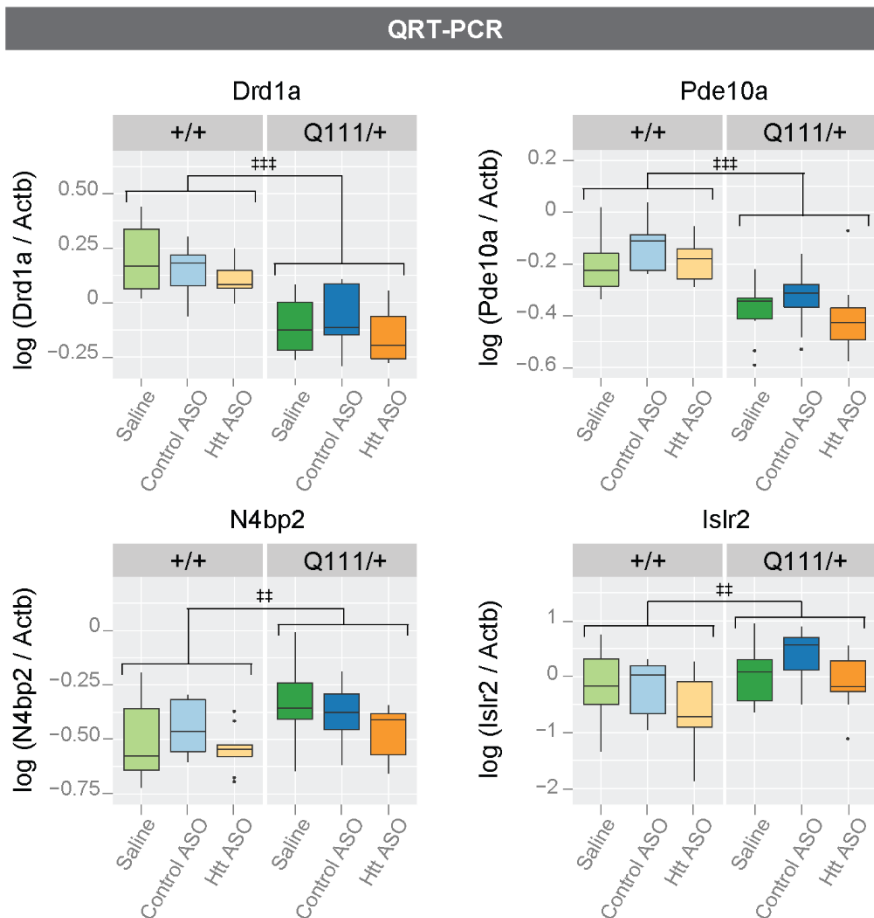 QRT-PCR
Drd1a
+/+ Q111/+
‡‡‡
log (Drd1a / Actb)
0.50
0.25
0
−0.25
Saline
Control ASO
Htt ASO
Saline
Control ASO
Htt ASO
Pde10a
+/+ Q111/+
‡‡‡
log (Pde10a / Actb)
0.2
0
−0.2
−0.4
−0.6
Saline
Control ASO
Htt ASO
Saline
Control ASO
Htt ASO
N4bp2
+/+ Q111/+
‡‡
log (N4bp2 / Actb)
0
−0.25
−0.50
−0.75
Saline
Control ASO
Htt ASO
Saline
Control ASO
Htt ASO
Islr2
+/+ Q111/+
‡‡
log (Islr2 / Actb)
1
0
−1
−2
Saline
Control ASO
Htt ASO
Saline
Control ASO
Htt ASO